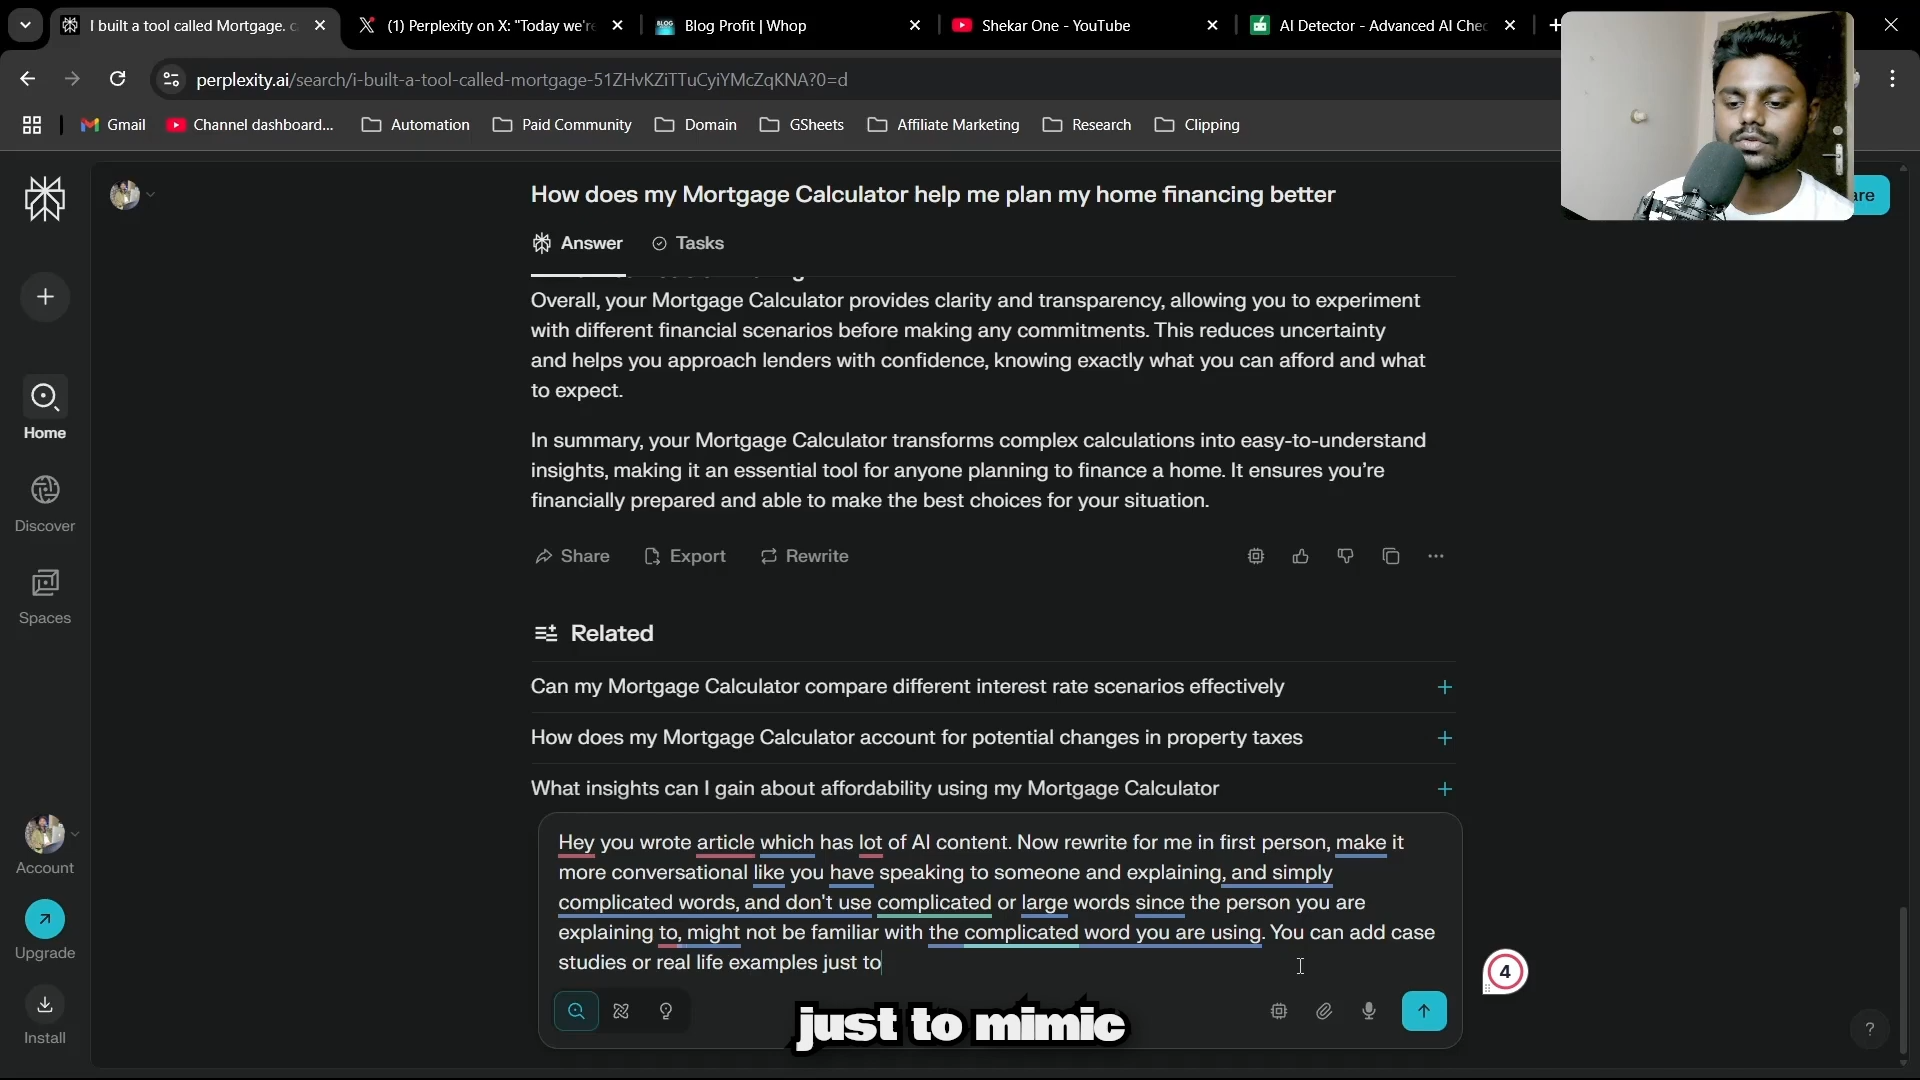 I built a tool called Mortgage. c
(1) Perplexity on X: "Today we're
BLOG
Blog Profit | Whop
Shekar One - YouTube
AI Detector - Advanced AI Chec
perplexity.ai/search/i-built-a-tool-called-mortgage-51ZHvKZiTTuCyiYMcZqKNA?0=d
Gmail
Channel dashboard...
Automation
Paid Community
Domain
GSheets
Affiliate Marketing
Research
Clipping
How does my Mortgage Calculator help me plan my home financing better
Answer
Tasks
Overall, your Mortgage Calculator provides clarity and transparency, allowing you to experiment
with different financial scenarios before making any commitments. This reduces uncertainty
and helps you approach lenders with confidence, knowing exactly what you can afford and what
to expect.
In summary, your Mortgage Calculator transforms complex calculations into easy-to-understand
insights, making it an essential tool for anyone planning to finance a home. It ensures you're
financially prepared and able to make the best choices for your situation.
Share
Export
Rewrite
Related
Can my Mortgage Calculator compare different interest rate scenarios effectively
How does my Mortgage Calculator account for potential changes in property taxes
What insights can I gain about affordability using my Mortgage Calculator
Hey you wrote article which has lot of AI content. Now rewrite for me in first person, make it
more conversational like you have speaking to someone and explaining, and simply
complicated words, and don't use complicated or large words since the person you are
explaining to, might not be familiar with the complicated word you are using. You can add case
studies or real life examples just to
4
just to mimic
Home
Discover
Spaces
Account
Upgrade
Install
?